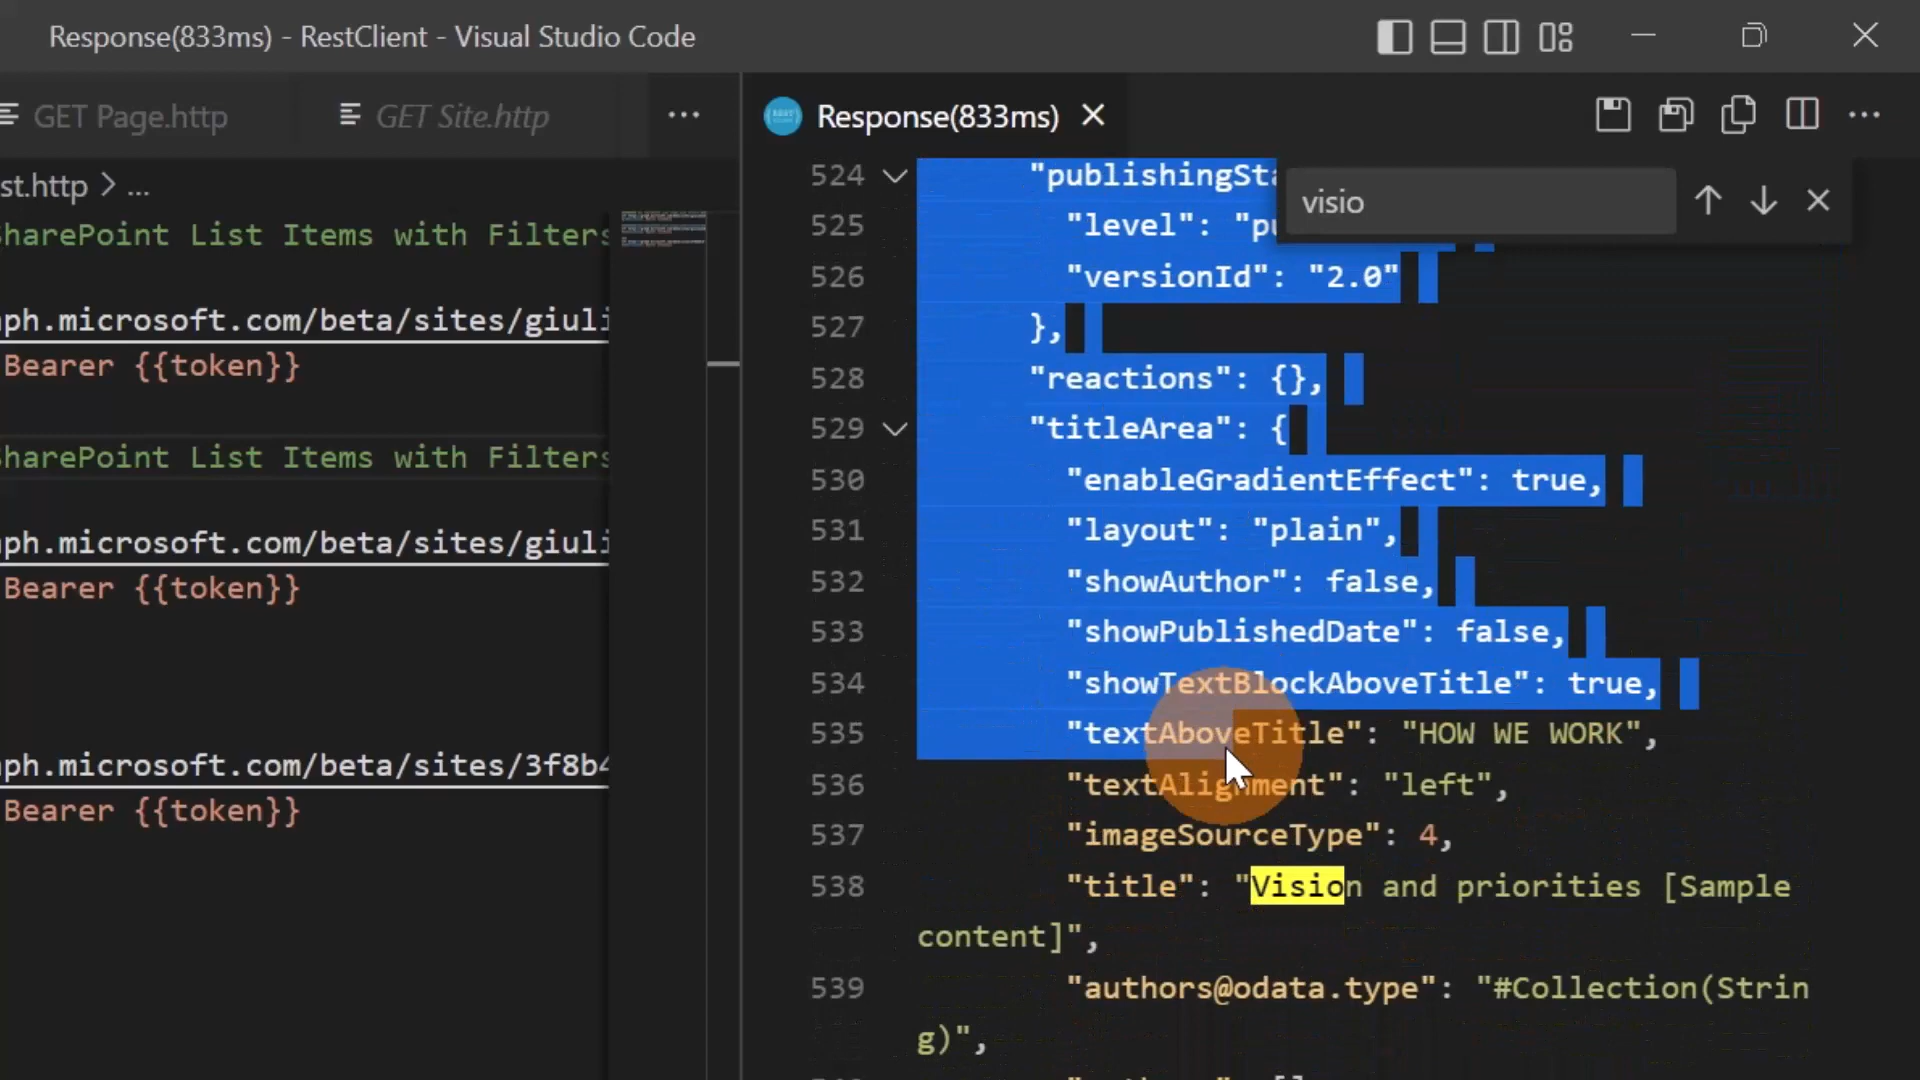 Response(833ms) - RestClient - Visual Studio Code
GET Page.http
GET Site.http
...
Response(833ms)
st.http > ...
SharePoint List Items with Filters
ph.microsoft.com/beta/sites/giuli
Bearer {{token}}
SharePoint List Items with Filters
ph.microsoft.com/beta/sites/giuli
Bearer {{token}}
ph.microsoft.com/beta/sites/3f8b4
Bearer {{token}}
visio
524 "publishingSta
525 "level": "pu
526 "versionId": "2.0"
527 },
528 "reactions": {},
529 "titleArea": {
530 "enableGradientEffect": true,
531 "layout": "plain",
532 "showAuthor": false,
533 "showPublishedDate": false,
534 "showTextBlockAboveTitle": true,
535 "textAboveTitle": "HOW WE WORK",
536 "textAlignment": "left",
537 "imageSourceType": 4,
538 "title": "Vision and priorities [Sample
content]",
539 "authors@odata.type": "#Collection(Strin
g)",